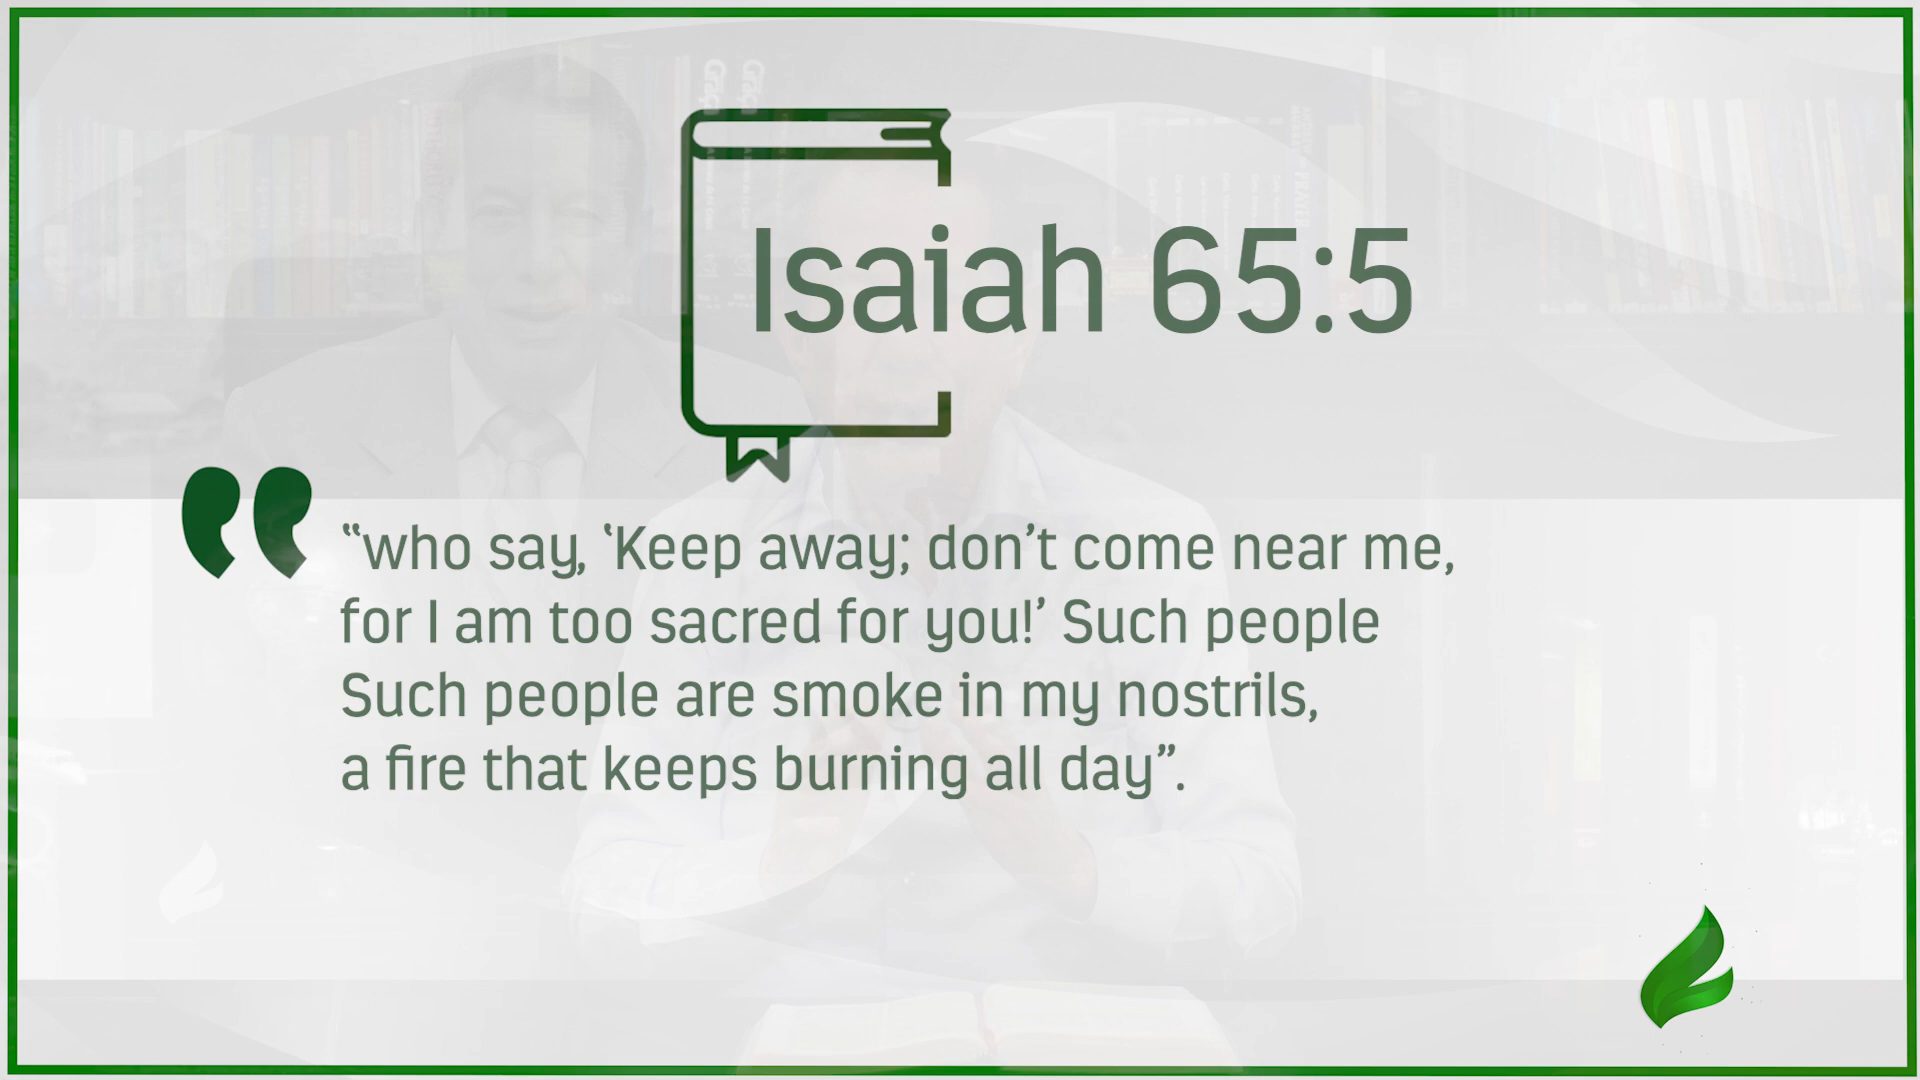 Isaiah 65:5
“who say, ‘Keep away; don’t come near me,
for I am too sacred for you!’ Such people
Such people are smoke in my nostrils,
a fire that keeps burning all day”.